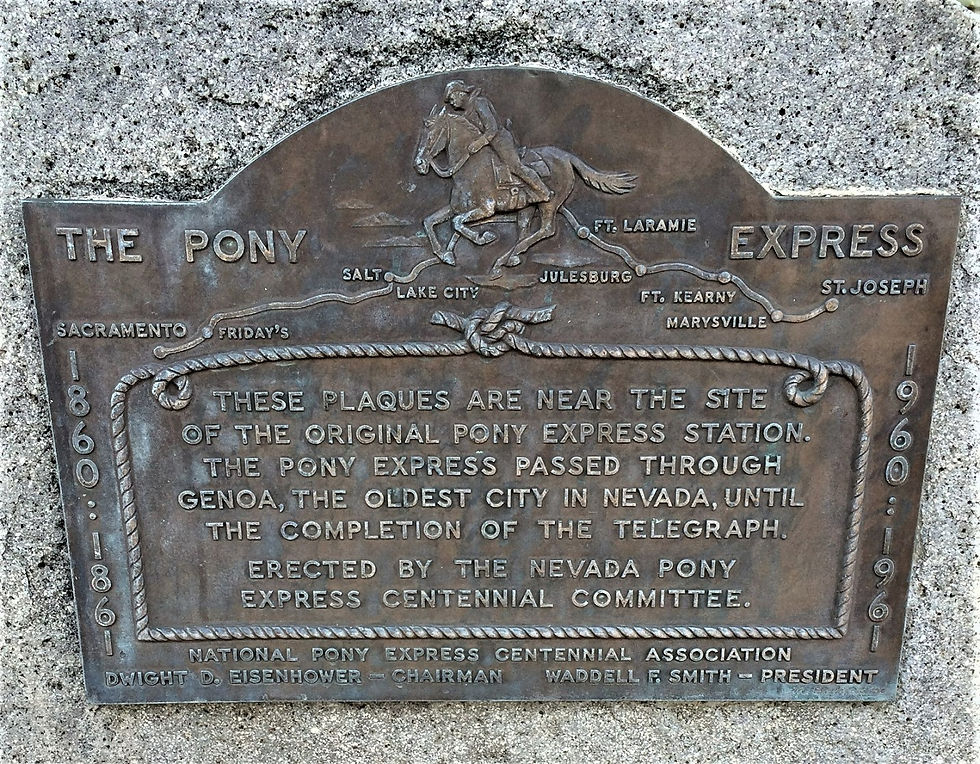 THE PONY EXPRESS
FT. LARAMIE
SALT
LAKE CITY
JULESBURG
FT. KEARNY
ST. JOSEPH
MARYSVILLE
SACRAMENTO
FRIDAY'S
1860::1861
1960::1961
THESE PLAQUES ARE NEAR THE SITE
OF THE ORIGINAL PONY EXPRESS STATION.
THE PONY EXPRESS PASSED THROUGH
GENOA, THE OLDEST CITY IN NEVADA, UNTIL
THE COMPLETION OF THE TELEGRAPH.
ERECTED BY THE NEVADA PONY
EXPRESS CENTENNIAL COMMITTEE.
NATIONAL PONY EXPRESS CENTENNIAL ASSOCIATION
DWIGHT D. EISENHOWER – CHAIRMAN WADDELL F. SMITH – PRESIDENT